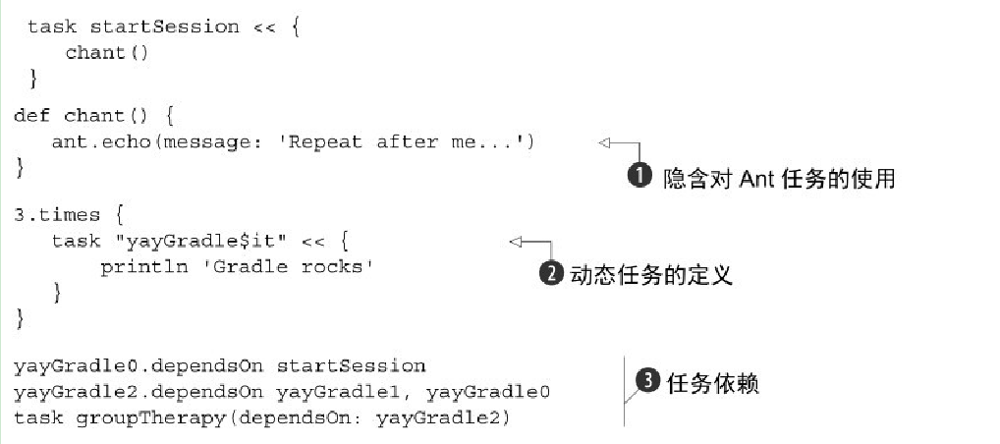 task startSession << {
chant()
}
def chant() {
ant.echo(message: 'Repeat after me...')
}
❶ 隐含对 Ant 任务的使用
3.times {
task "yayGradle$it" << {
println 'Gradle rocks'
❷ 动态任务的定义
}
}
yayGradle0.dependsOn startSession
yayGradle2.dependsOn yayGradle1, yayGradle0
❸ 任务依赖
task groupTherapy(dependsOn: yayGradle2)